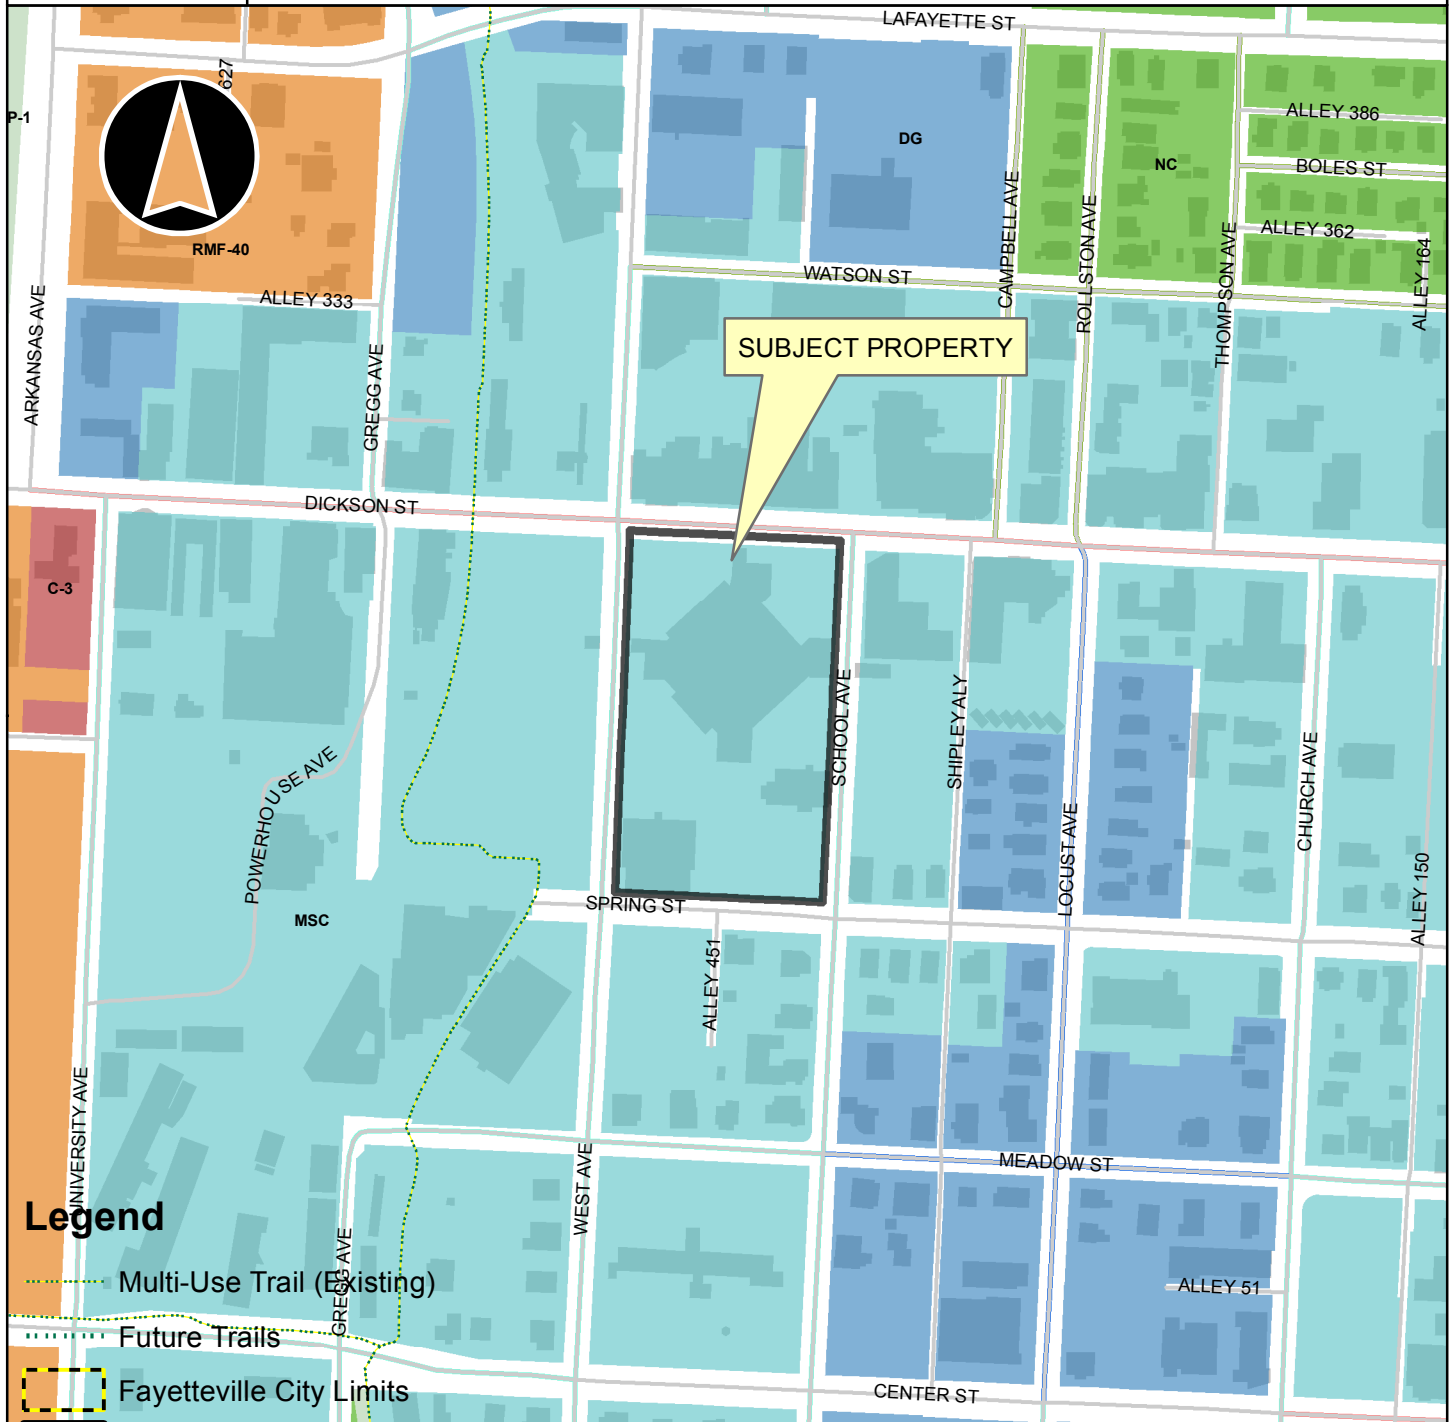 LAFAYETTE ST
627
P-1
ALLEY 386
DG
NC
BOLES ST
CAMPBELL AVE
ROLLSTON AVE
THOMPSON AVE
ALLEY 362
ALLEY 164
RMF-40
WATSON ST
ALLEY 333
ARKANSAS AVE
GREGG AVE
SUBJECT PROPERTY
DICKSON ST
C-3
SCHOOL AVE
SHIPLEY ALY
POWERHOUSE AVE
LOCUST AVE
CHURCH AVE
ALLEY 150
SPRING ST
MSC
ALLEY 451
UNIVERSITY AVE
WEST AVE
MEADOW ST
Legend
GREGG AVE
Multi-Use Trail (Existing)
ALLEY 51
Future Trails
Fayetteville City Limits
CENTER ST